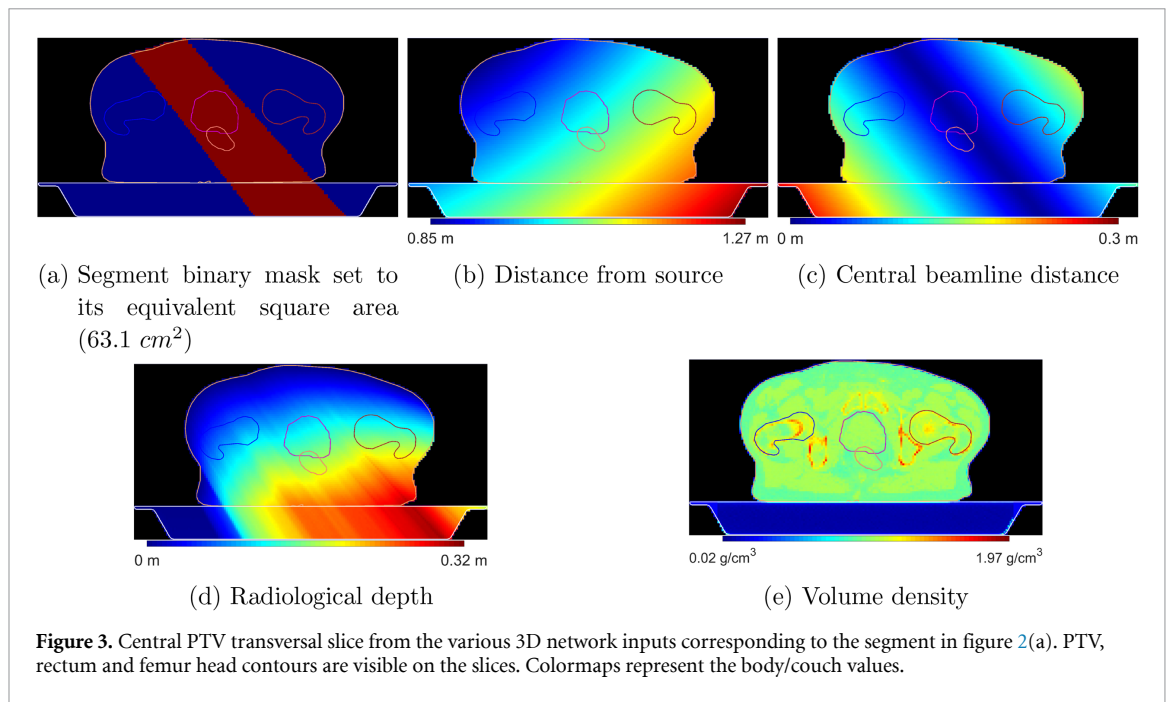 0.85 m 1.27 m 0 m 0.3 m
(a) Segment binary mask set to
its equivalent square area
(63.1 cm²)
(b) Distance from source
(c) Central beamline distance
0 m 0.32 m
0.02 g/cm³ 1.97 g/cm³
(d) Radiological depth
(e) Volume density
Figure 3. Central PTV transversal slice from the various 3D network inputs corresponding to the segment in figure 2(a). PTV,
rectum and femur head contours are visible on the slices. Colormaps represent the body/couch values.